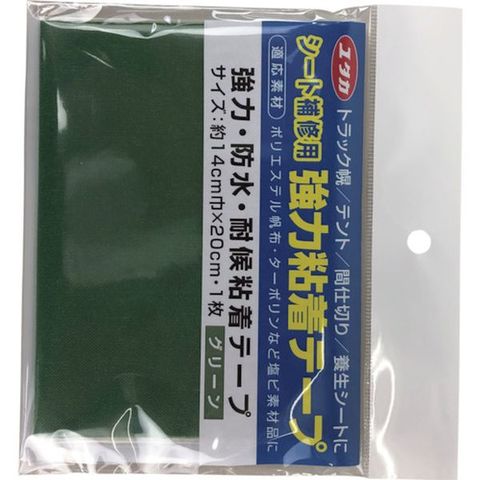 ユタカ
トラック幌/テント/間仕切り/養生シートに
シート補修用
強力粘着テープ
適応素材
ポリエステル帆布・ターポリンなど塩ビ素材品に
強力・防水・耐候粘着テープ
サイズ:約14cm巾×20cm・1枚
グリーン